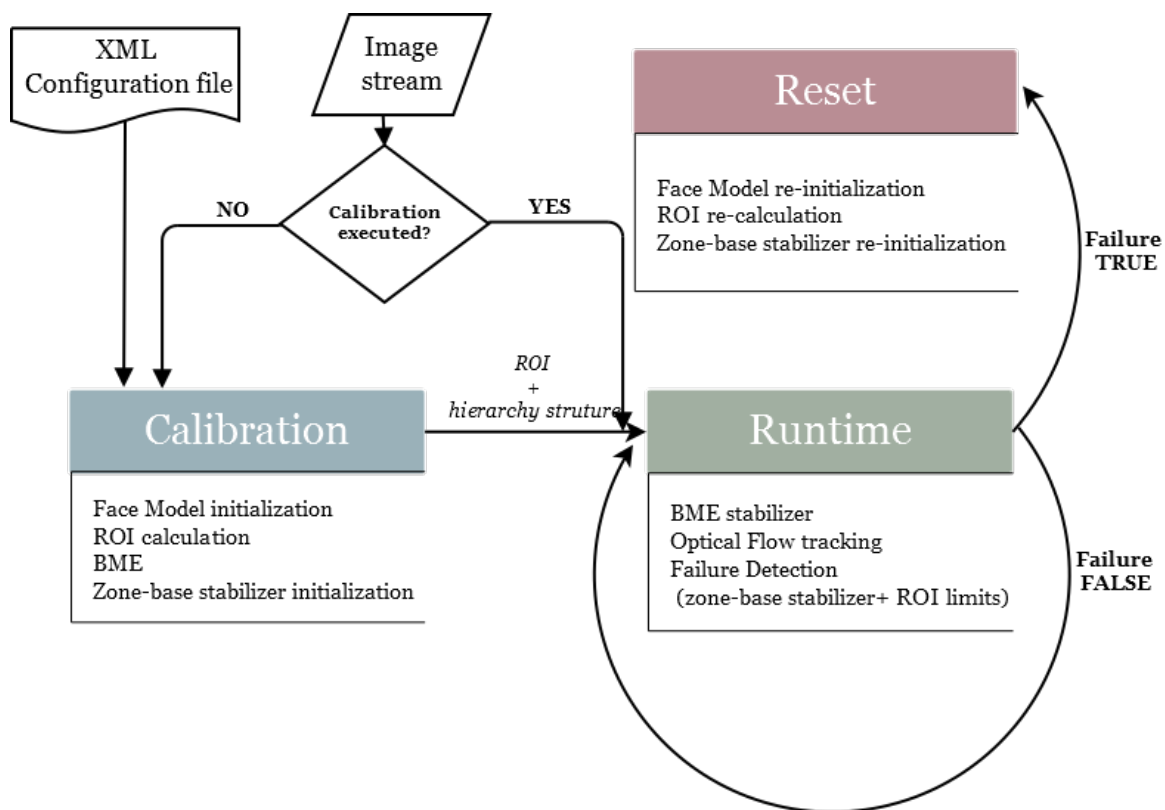 XML
Configuration file
Image
stream
Reset
Face Model re-initialization
ROI re-calculation
Zone-base stabilizer re-initialization
NO
Calibration
executed?
YES
Failure
TRUE
ROI
+
hierarchy struture
Calibration
Runtime
Face Model initialization
ROI calculation
BME
Zone-base stabilizer initialization
BME stabilizer
Optical Flow tracking
Failure Detection
(zone-base stabilizer+ ROI limits)
Failure
FALSE